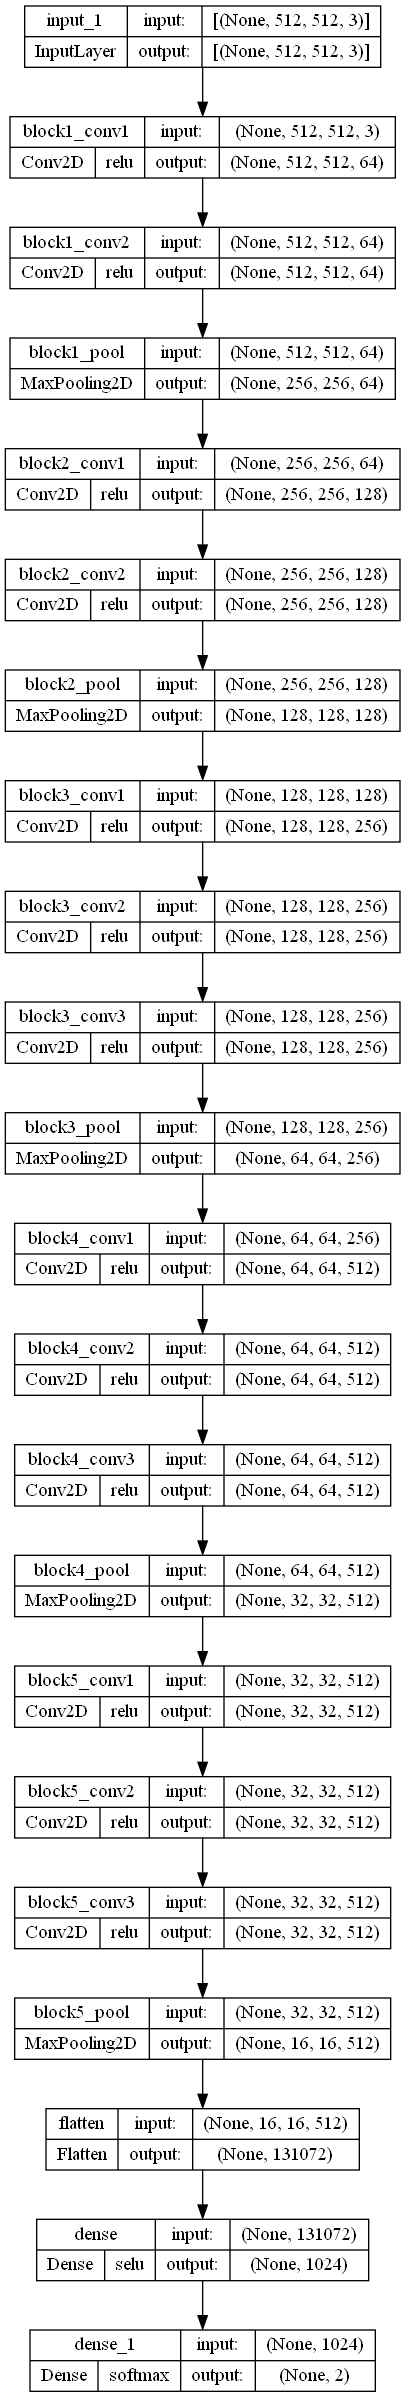 input_1 input: [(None, 512, 512, 3)]
InputLayer output: [(None, 512, 512, 3)]
block1_conv1 input: (None, 512, 512, 3)
Conv2D relu output: (None, 512, 512, 64)
block1_conv2 input: (None, 512, 512, 64)
Conv2D relu output: (None, 512, 512, 64)
block1_pool input: (None, 512, 512, 64)
MaxPooling2D output: (None, 256, 256, 64)
block2_conv1 input: (None, 256, 256, 64)
Conv2D relu output: (None, 256, 256, 128)
block2_conv2 input: (None, 256, 256, 128)
Conv2D relu output: (None, 256, 256, 128)
block2_pool input: (None, 256, 256, 128)
MaxPooling2D output: (None, 128, 128, 128)
block3_conv1 input: (None, 128, 128, 128)
Conv2D relu output: (None, 128, 128, 256)
block3_conv2 input: (None, 128, 128, 256)
Conv2D relu output: (None, 128, 128, 256)
block3_conv3 input: (None, 128, 128, 256)
Conv2D relu output: (None, 128, 128, 256)
block3_pool input: (None, 128, 128, 256)
MaxPooling2D output: (None, 64, 64, 256)
block4_conv1 input: (None, 64, 64, 256)
Conv2D relu output: (None, 64, 64, 512)
block4_conv2 input: (None, 64, 64, 512)
Conv2D relu output: (None, 64, 64, 512)
block4_conv3 input: (None, 64, 64, 512)
Conv2D relu output: (None, 64, 64, 512)
block4_pool input: (None, 64, 64, 512)
MaxPooling2D output: (None, 32, 32, 512)
block5_conv1 input: (None, 32, 32, 512)
Conv2D relu output: (None, 32, 32, 512)
block5_conv2 input: (None, 32, 32, 512)
Conv2D relu output: (None, 32, 32, 512)
block5_conv3 input: (None, 32, 32, 512)
Conv2D relu output: (None, 32, 32, 512)
block5_pool input: (None, 32, 32, 512)
MaxPooling2D output: (None, 16, 16, 512)
flatten input: (None, 16, 16, 512)
Flatten output: (None, 131072)
dense input: (None, 131072)
Dense selu output: (None, 1024)
dense_1 input: (None, 1024)
Dense softmax output: (None, 2)